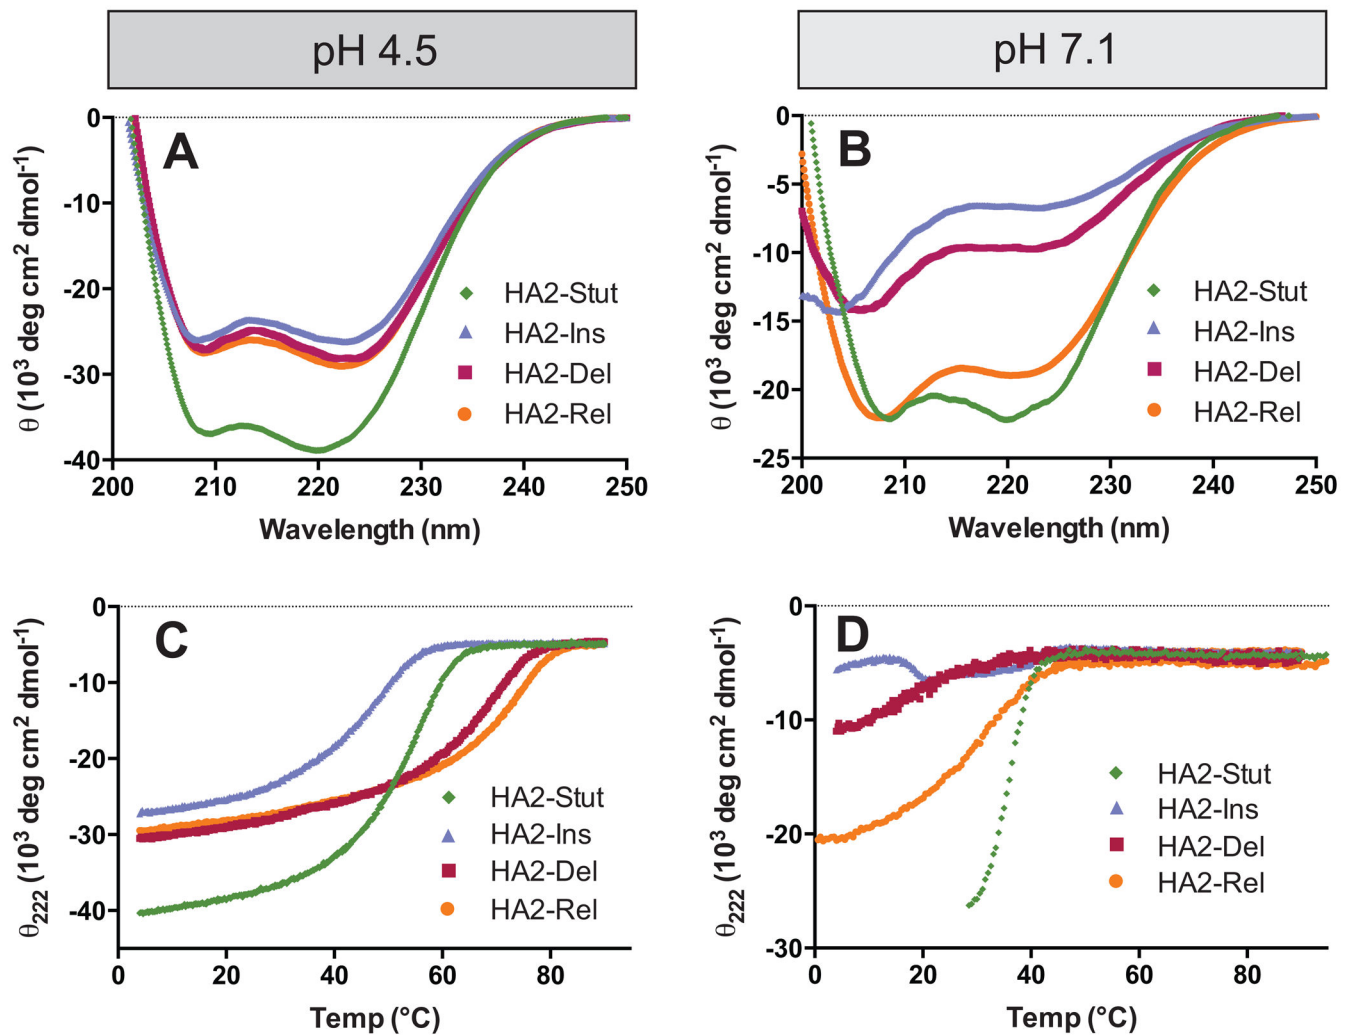 pH 4.5
pH 7.1
A
0
-10
-20
-30
-40
200
210
220
230
240
250
θ (10³ deg cm² dmol⁻¹)
Wavelength (nm)
HA2-Stut
HA2-Ins
HA2-Del
HA2-Rel
B
0
-5
-10
-15
-20
-25
200
210
220
230
240
250
θ (10³ deg cm² dmol⁻¹)
Wavelength (nm)
HA2-Stut
HA2-Ins
HA2-Del
HA2-Rel
C
0
-10
-20
-30
-40
0
20
40
60
80
θ₂₂₂ (10³ deg cm² dmol⁻¹)
Temp (°C)
HA2-Stut
HA2-Ins
HA2-Del
HA2-Rel
D
0
-10
-20
-30
0
20
40
60
80
θ₂₂₂ (10³ deg cm² dmol⁻¹)
Temp (°C)
HA2-Stut
HA2-Ins
HA2-Del
HA2-Rel